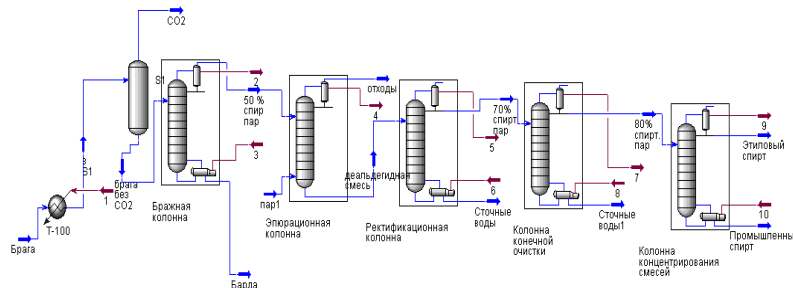 CO2
S1
2
50 %
спир
пар
3
отходы
4
70%
спирт.
пар
5
80%
спирт.
пар
9
Этиловый
спирт
в
S1
брага
без
CO2
1
Т-100
Брага
Бражная
колонна
пар1
деальдегидная
смесь
Эпюрационная
колонна
6
Сточные
воды
Ректификационная
колонна
7
8
Сточные
воды1
Колонна
конечной
очистки
10
Промышленны
спирт
Колонна
концентрирования
смесей
Барда